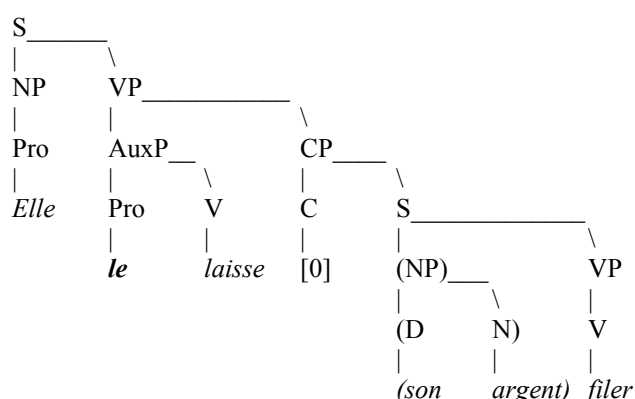 S
NP VP
Pro AuxP CP
Elle Pro V C S
le laisse [0] (NP) VP
(D N) V
(son argent) filer